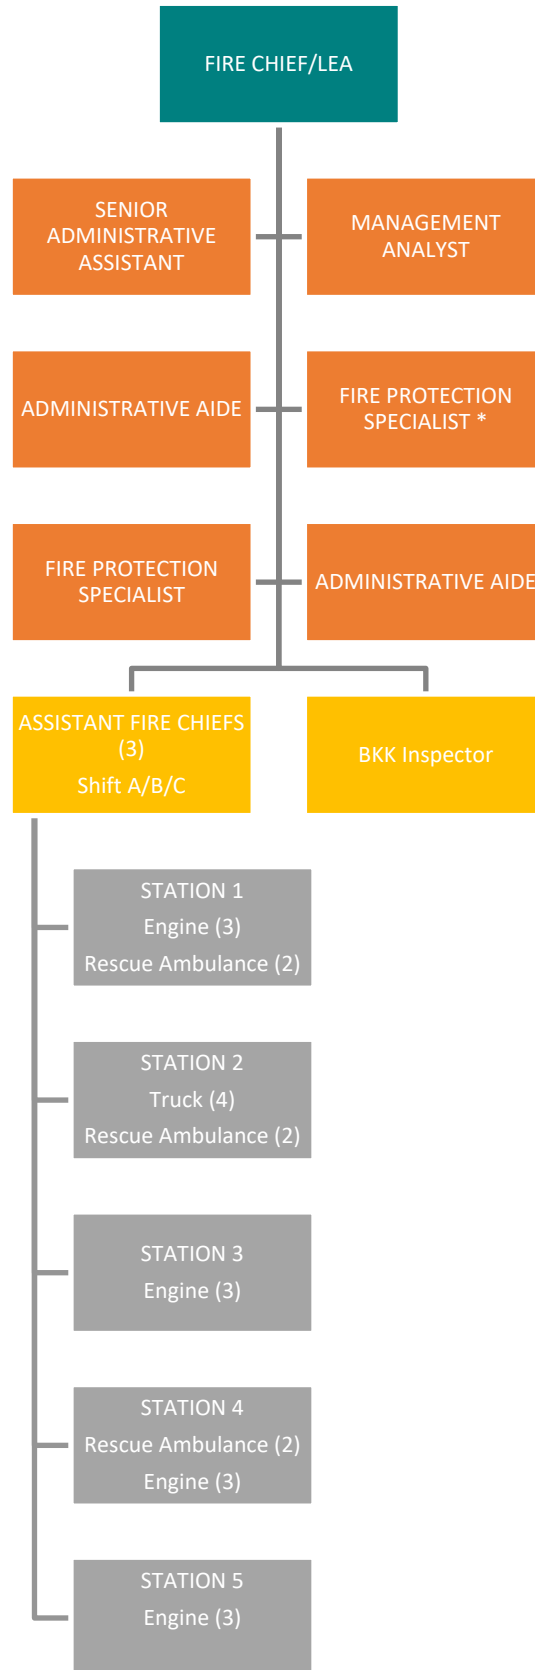 FIRE CHIEF/LEA
SENIOR
ADMINISTRATIVE
ASSISTANT
MANAGEMENT
ANALYST
ADMINISTRATIVE AIDE
FIRE PROTECTION
SPECIALIST *
FIRE PROTECTION
SPECIALIST
ADMINISTRATIVE AIDE
ASSISTANT FIRE CHIEFS
(3)
Shift A/B/C
BKK Inspector
STATION 1
Engine (3)
Rescue Ambulance (2)
STATION 2
Truck (4)
Rescue Ambulance (2)
STATION 3
Engine (3)
STATION 4
Rescue Ambulance (2)
Engine (3)
STATION 5
Engine (3)